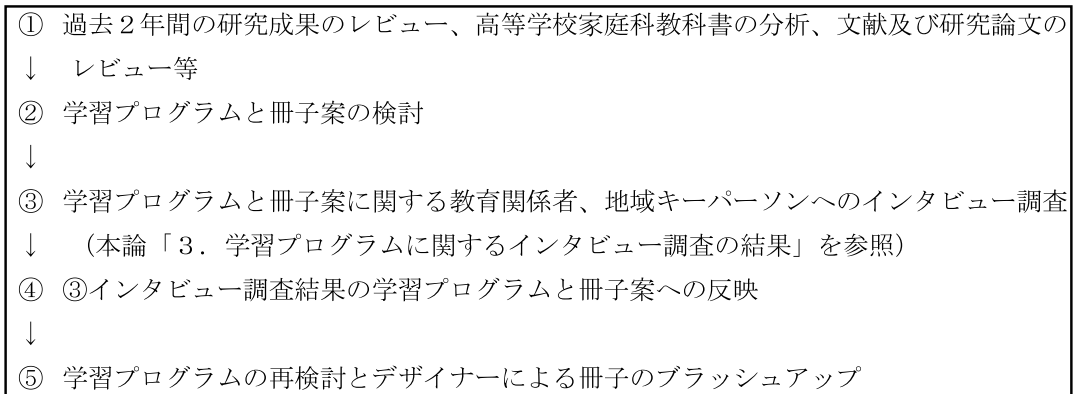 ① 過去２年間の研究成果のレビュー、高等学校家庭科教科書の分析、文献及び研究論文の
↓ レビュー等
② 学習プログラムと冊子案の検討
↓
③ 学習プログラムと冊子案に関する教育関係者、地域キーパーソンへのインタビュー調査
↓ （本論「３．学習プログラムに関するインタビュー調査の結果」を参照）
④ ③インタビュー調査結果の学習プログラムと冊子案への反映
↓
⑤ 学習プログラムの再検討とデザイナーによる冊子のブラッシュアップ